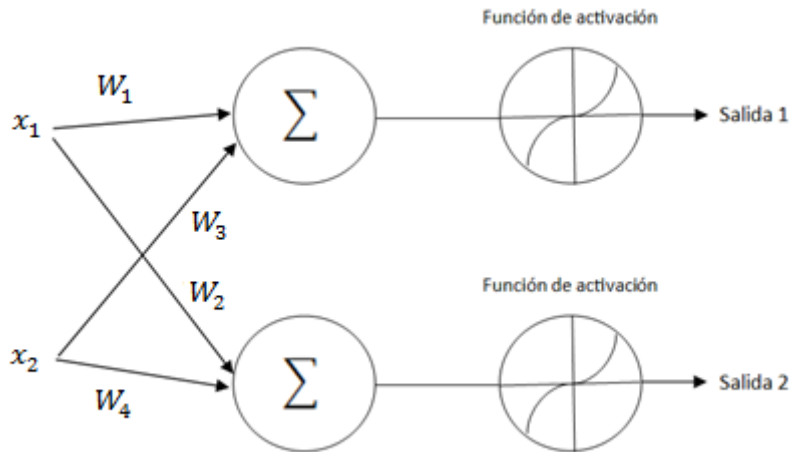 Función de activación
W₁
x₁
∑
Salida 1
W₃
W₂
Función de activación
x₂
∑
Salida 2
W₄